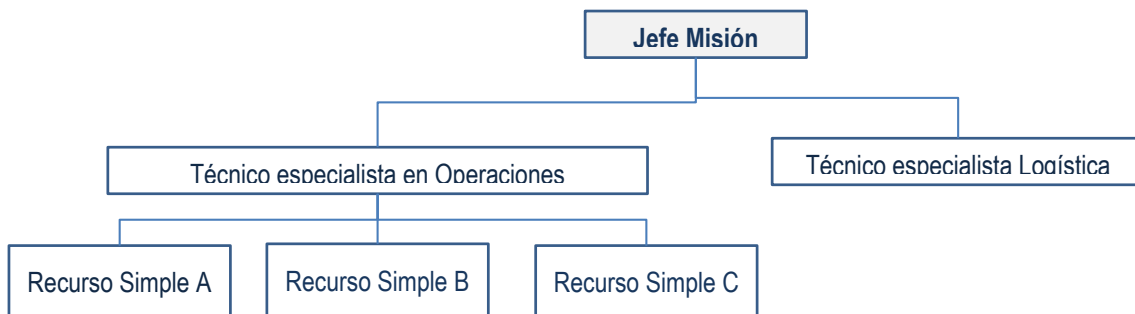 Jefe Misión
Técnico especialista en Operaciones
Técnico especialista Logística
Recurso Simple A
Recurso Simple B
Recurso Simple C